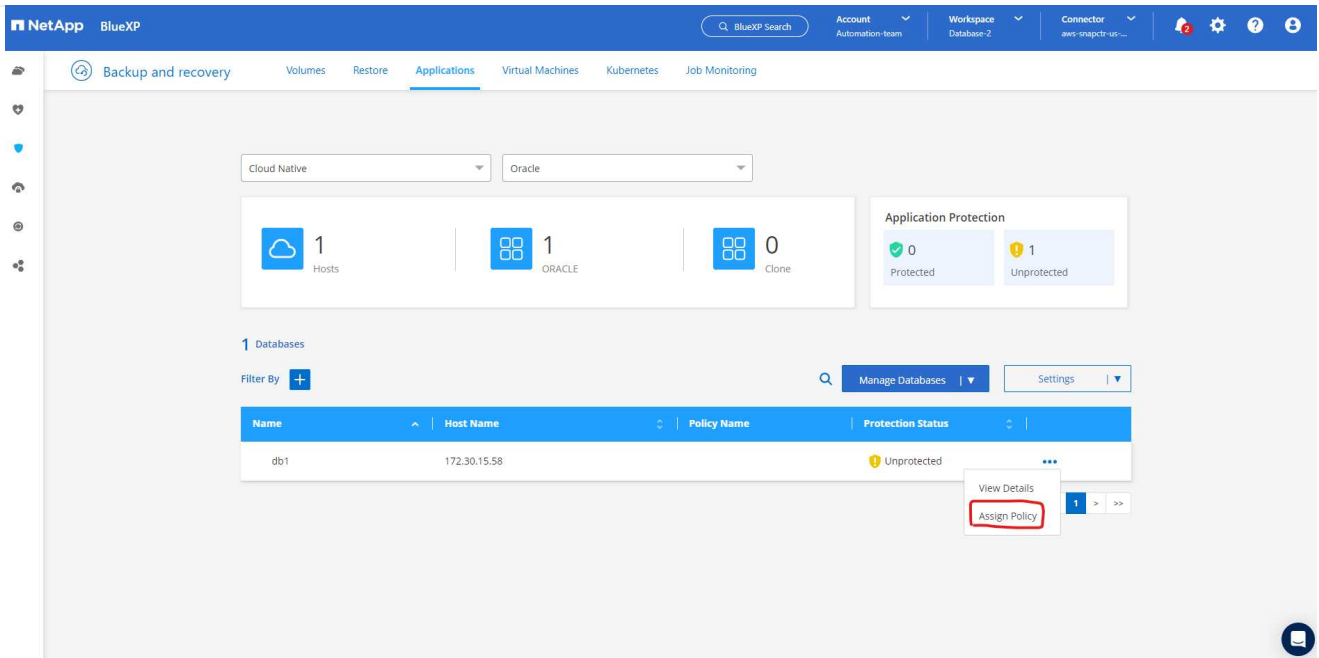 NetApp BlueXP
BlueXP Search
Account
Automation-team
Workspace
Database-2
Connector
aws-snapctr-us-...
2
Backup and recovery
Volumes Restore Applications Virtual Machines Kubernetes Job Monitoring
Cloud Native
Oracle
1
Hosts
1
ORACLE
0
Clone
Application Protection
0
Protected
1
Unprotected
1 Databases
Filter By +
Manage Databases | ▼
Settings | ▼
Name Host Name Policy Name Protection Status
db1 172.30.15.58 Unprotected •••
View Details
Assign Policy
1 > >>